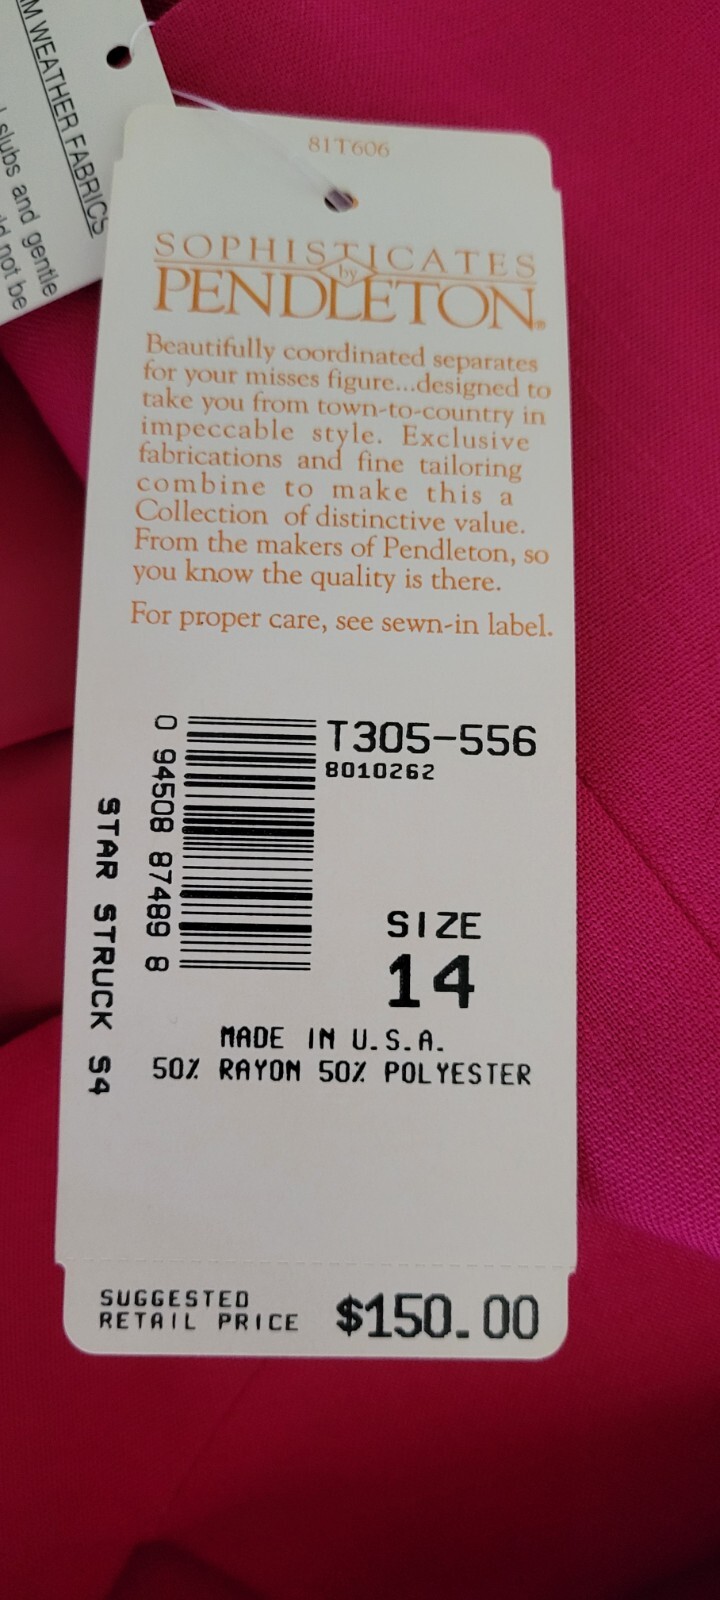 WEATHER FABRICS
slubs and gentle
not be
81T606
SOPHISTICATES
by
PENDLETON®
Beautifully coordinated separates
for your misses figure...designed to
take you from town-to-country in
impeccable style. Exclusive
fabrications and fine tailoring
combine to make this a
Collection of distinctive value.
From the makers of Pendleton, so
you know the quality is there.
For proper care, see sewn-in label.
0 94508 87489 8
T305-556
8010262
STAR STRUCK S4
SIZE
14
MADE IN U.S.A.
50% RAYON 50% POLYESTER
SUGGESTED
RETAIL PRICE
$150.00